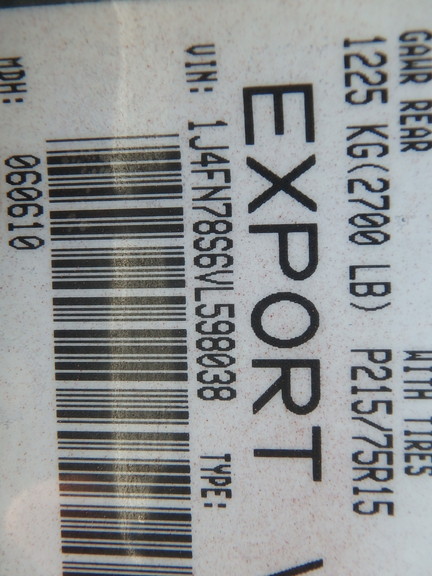 GAWR REAR WITH TIRES
1225 KG(2700 LB) P215/75R15
EXPORT
VIN: 1J4FN78S6VL598038 TYPE:
MDH: 060610